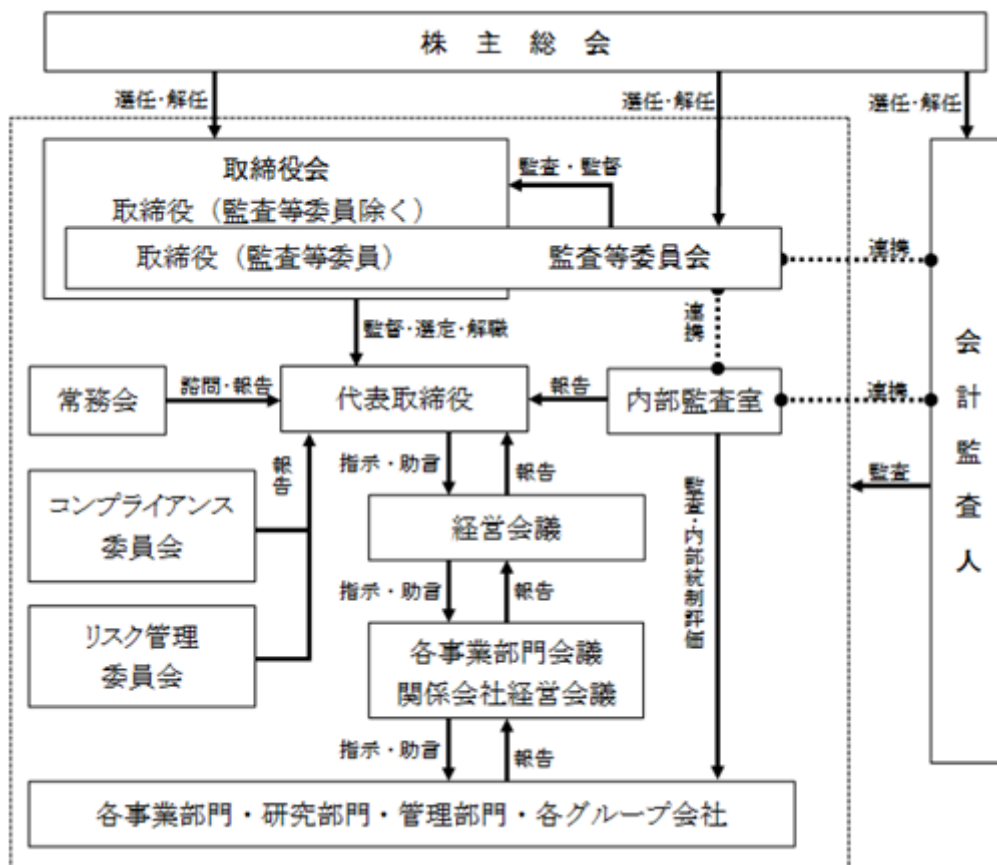 株主総会
選任・解任
選任・解任
選任・解任
取締役会
取締役（監査等委員除く）
監査・監督
取締役（監査等委員）
監査等委員会
連携
監督・選定・解職
連携
常務会
諮問・報告
代表取締役
報告
内部監査室
連携
会計監査人
指示・助言
報告
報告
監査
コンプライアンス
委員会
経営会議
監査・内部統制評価
指示・助言
報告
リスク管理
委員会
各事業部門会議
関係会社経営会議
指示・助言
報告
各事業部門・研究部門・管理部門・各グループ会社